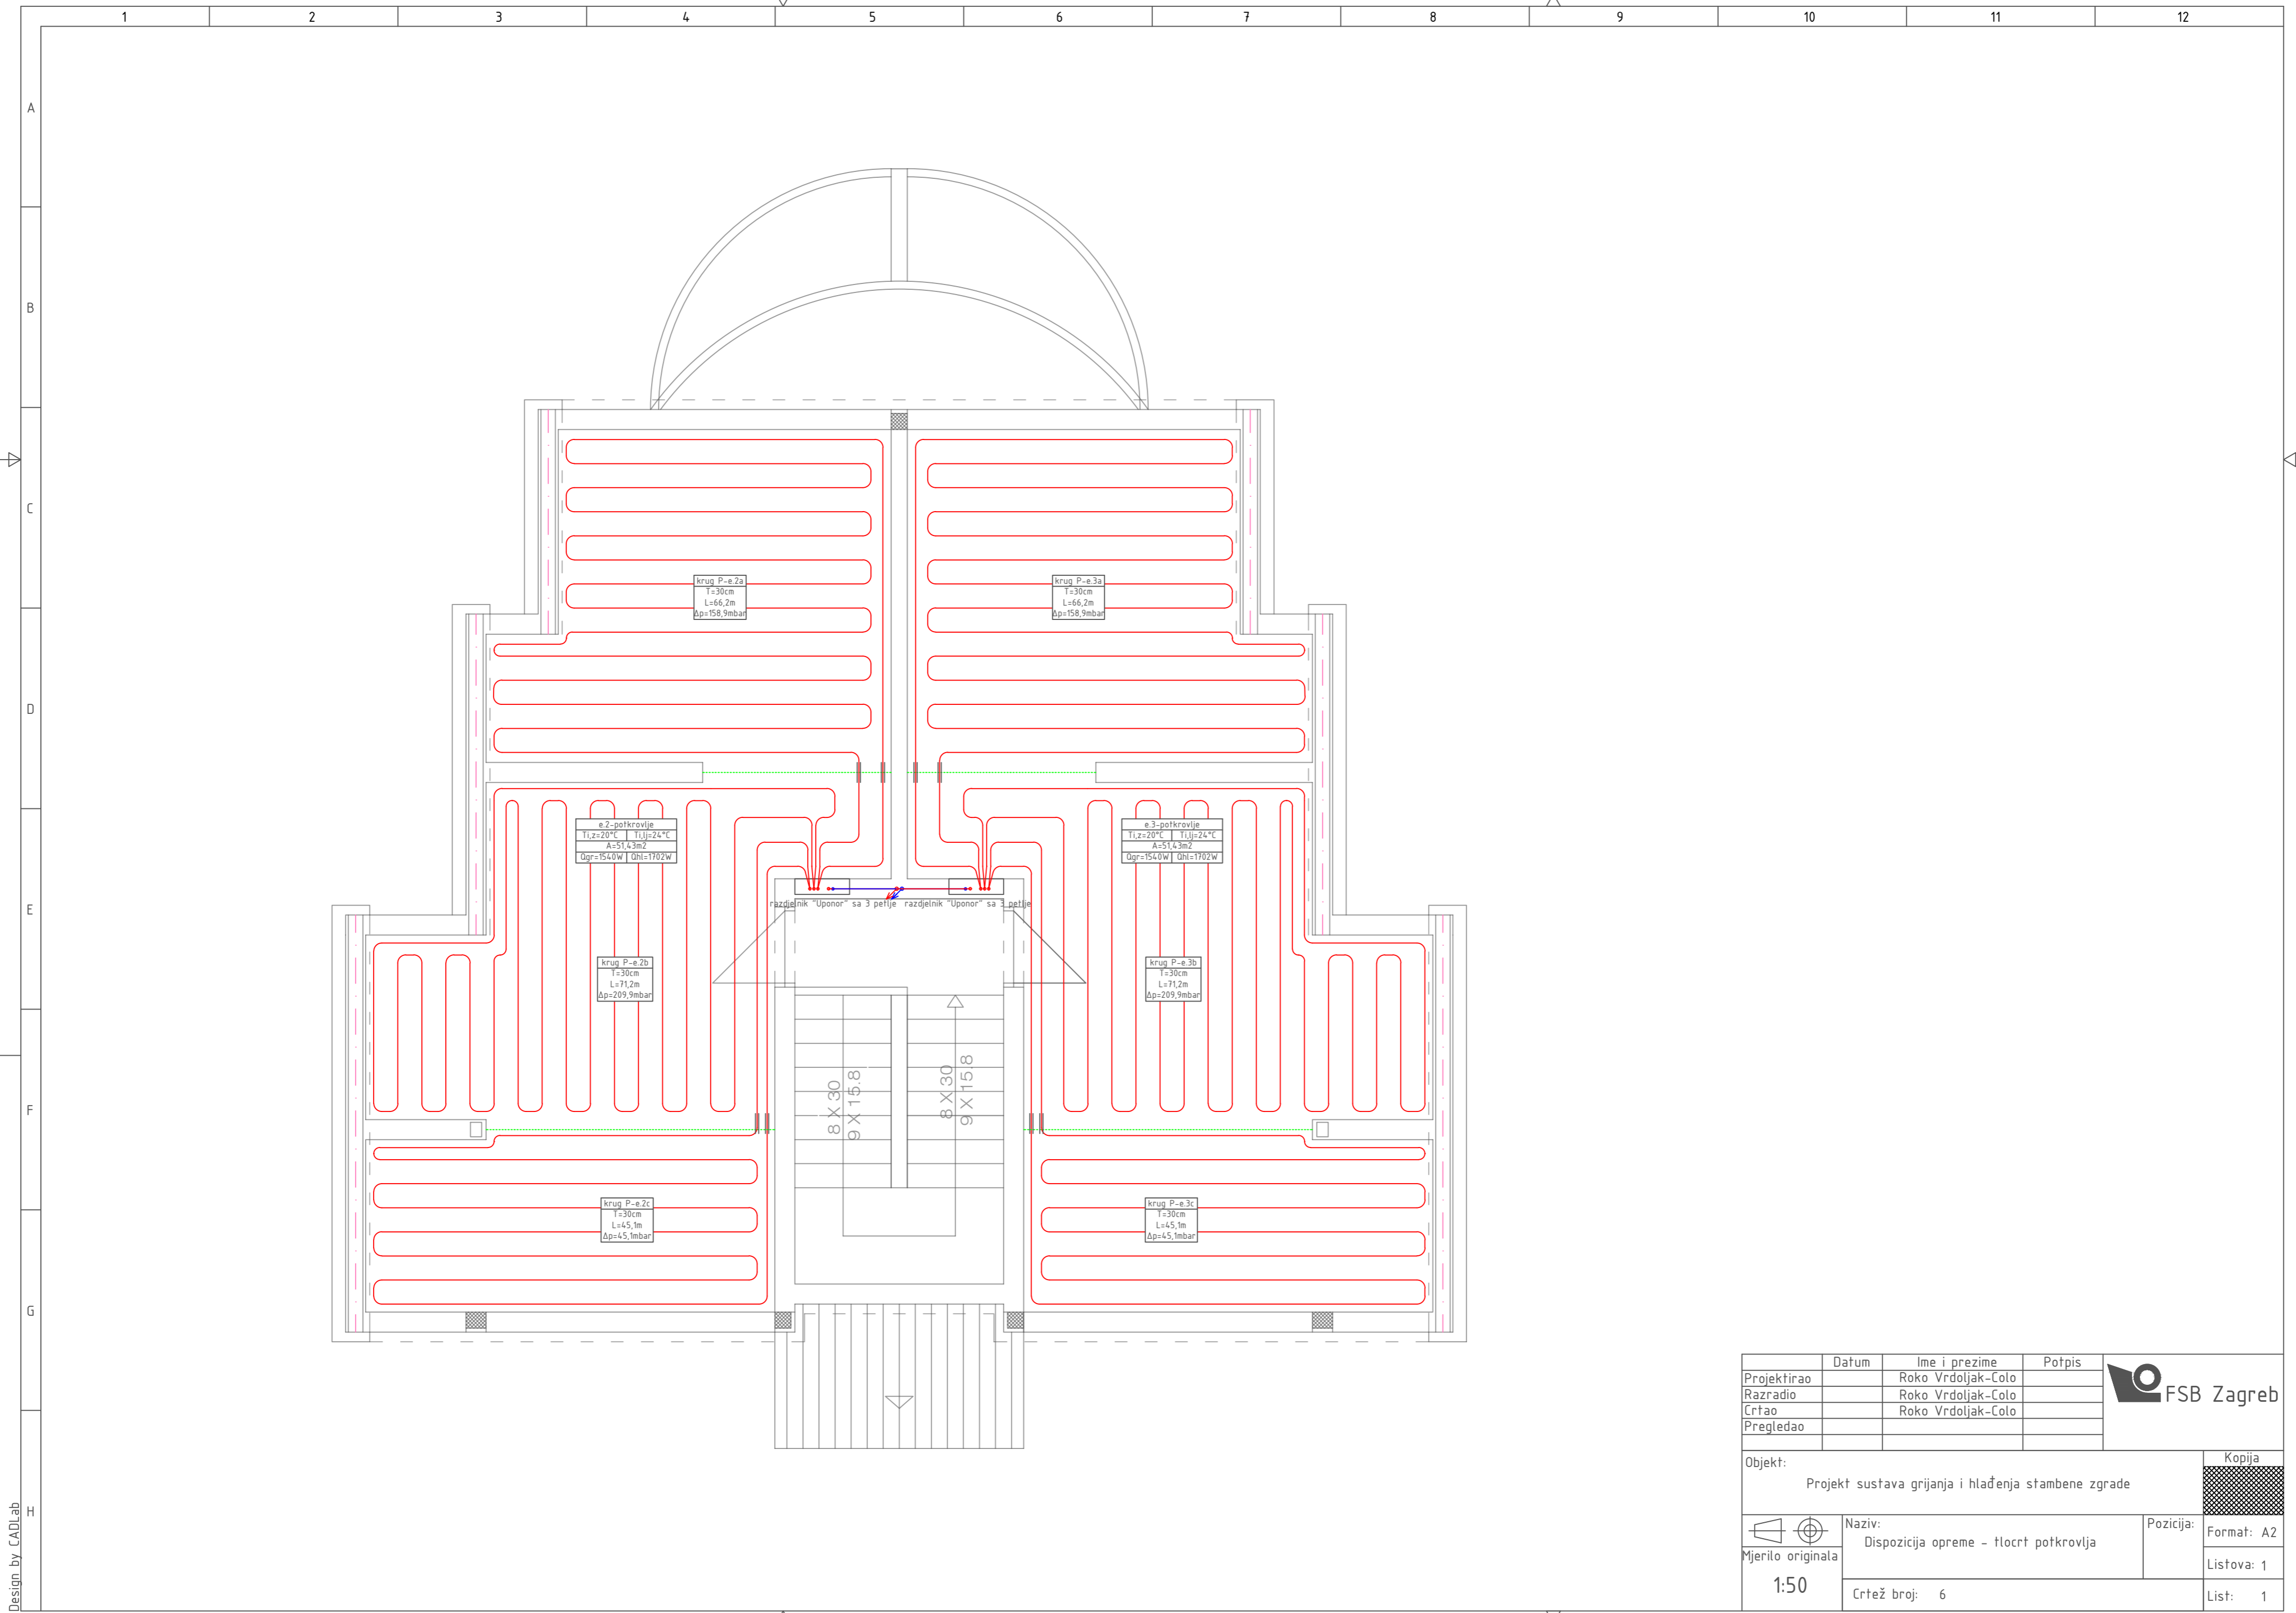 1 2 3 4 5 6 7 8 9 10 11 12
A
B
C
D
E
F
G
H
krug P-e.2a
T=30cm
L=66,2m
Δp=158,9mbar
krug P-e.3a
T=30cm
L=66,2m
Δp=158,9mbar
e.2-potkrovlje
Ti,z=20°C Ti,lj=24°C
A=51,43m2
Qgr=1540W Qhl=1702W
e.3-potkrovlje
Ti,z=20°C Ti,lj=24°C
A=51,43m2
Qgr=1540W Qhl=1702W
razdjelnik "Uponor" sa 3 petlje
razdjelnik "Uponor" sa 3 petlje
krug P-e.2b
T=30cm
L=71,2m
Δp=209,9mbar
krug P-e.3b
T=30cm
L=71,2m
Δp=209,9mbar
8 X 30
9 X 15.8
8 X 30
9 X 15.8
krug P-e.2c
T=30cm
L=45,1m
Δp=45,1mbar
krug P-e.3c
T=30cm
L=45,1m
Δp=45,1mbar
Datum Ime i prezime Potpis
Projektirao Roko Vrdoljak-Colo
Razradio Roko Vrdoljak-Colo
Crtao Roko Vrdoljak-Colo
Pregledao
FSB Zagreb
Objekt:
Projekt sustava grijanja i hlađenja stambene zgrade
Kopija
Naziv:
Dispozicija opreme - tlocrt potkrovlja
Pozicija:
Format: A2
Mjerilo originala
1:50
Listova: 1
Crtež broj: 6
List: 1
Design by CADLab